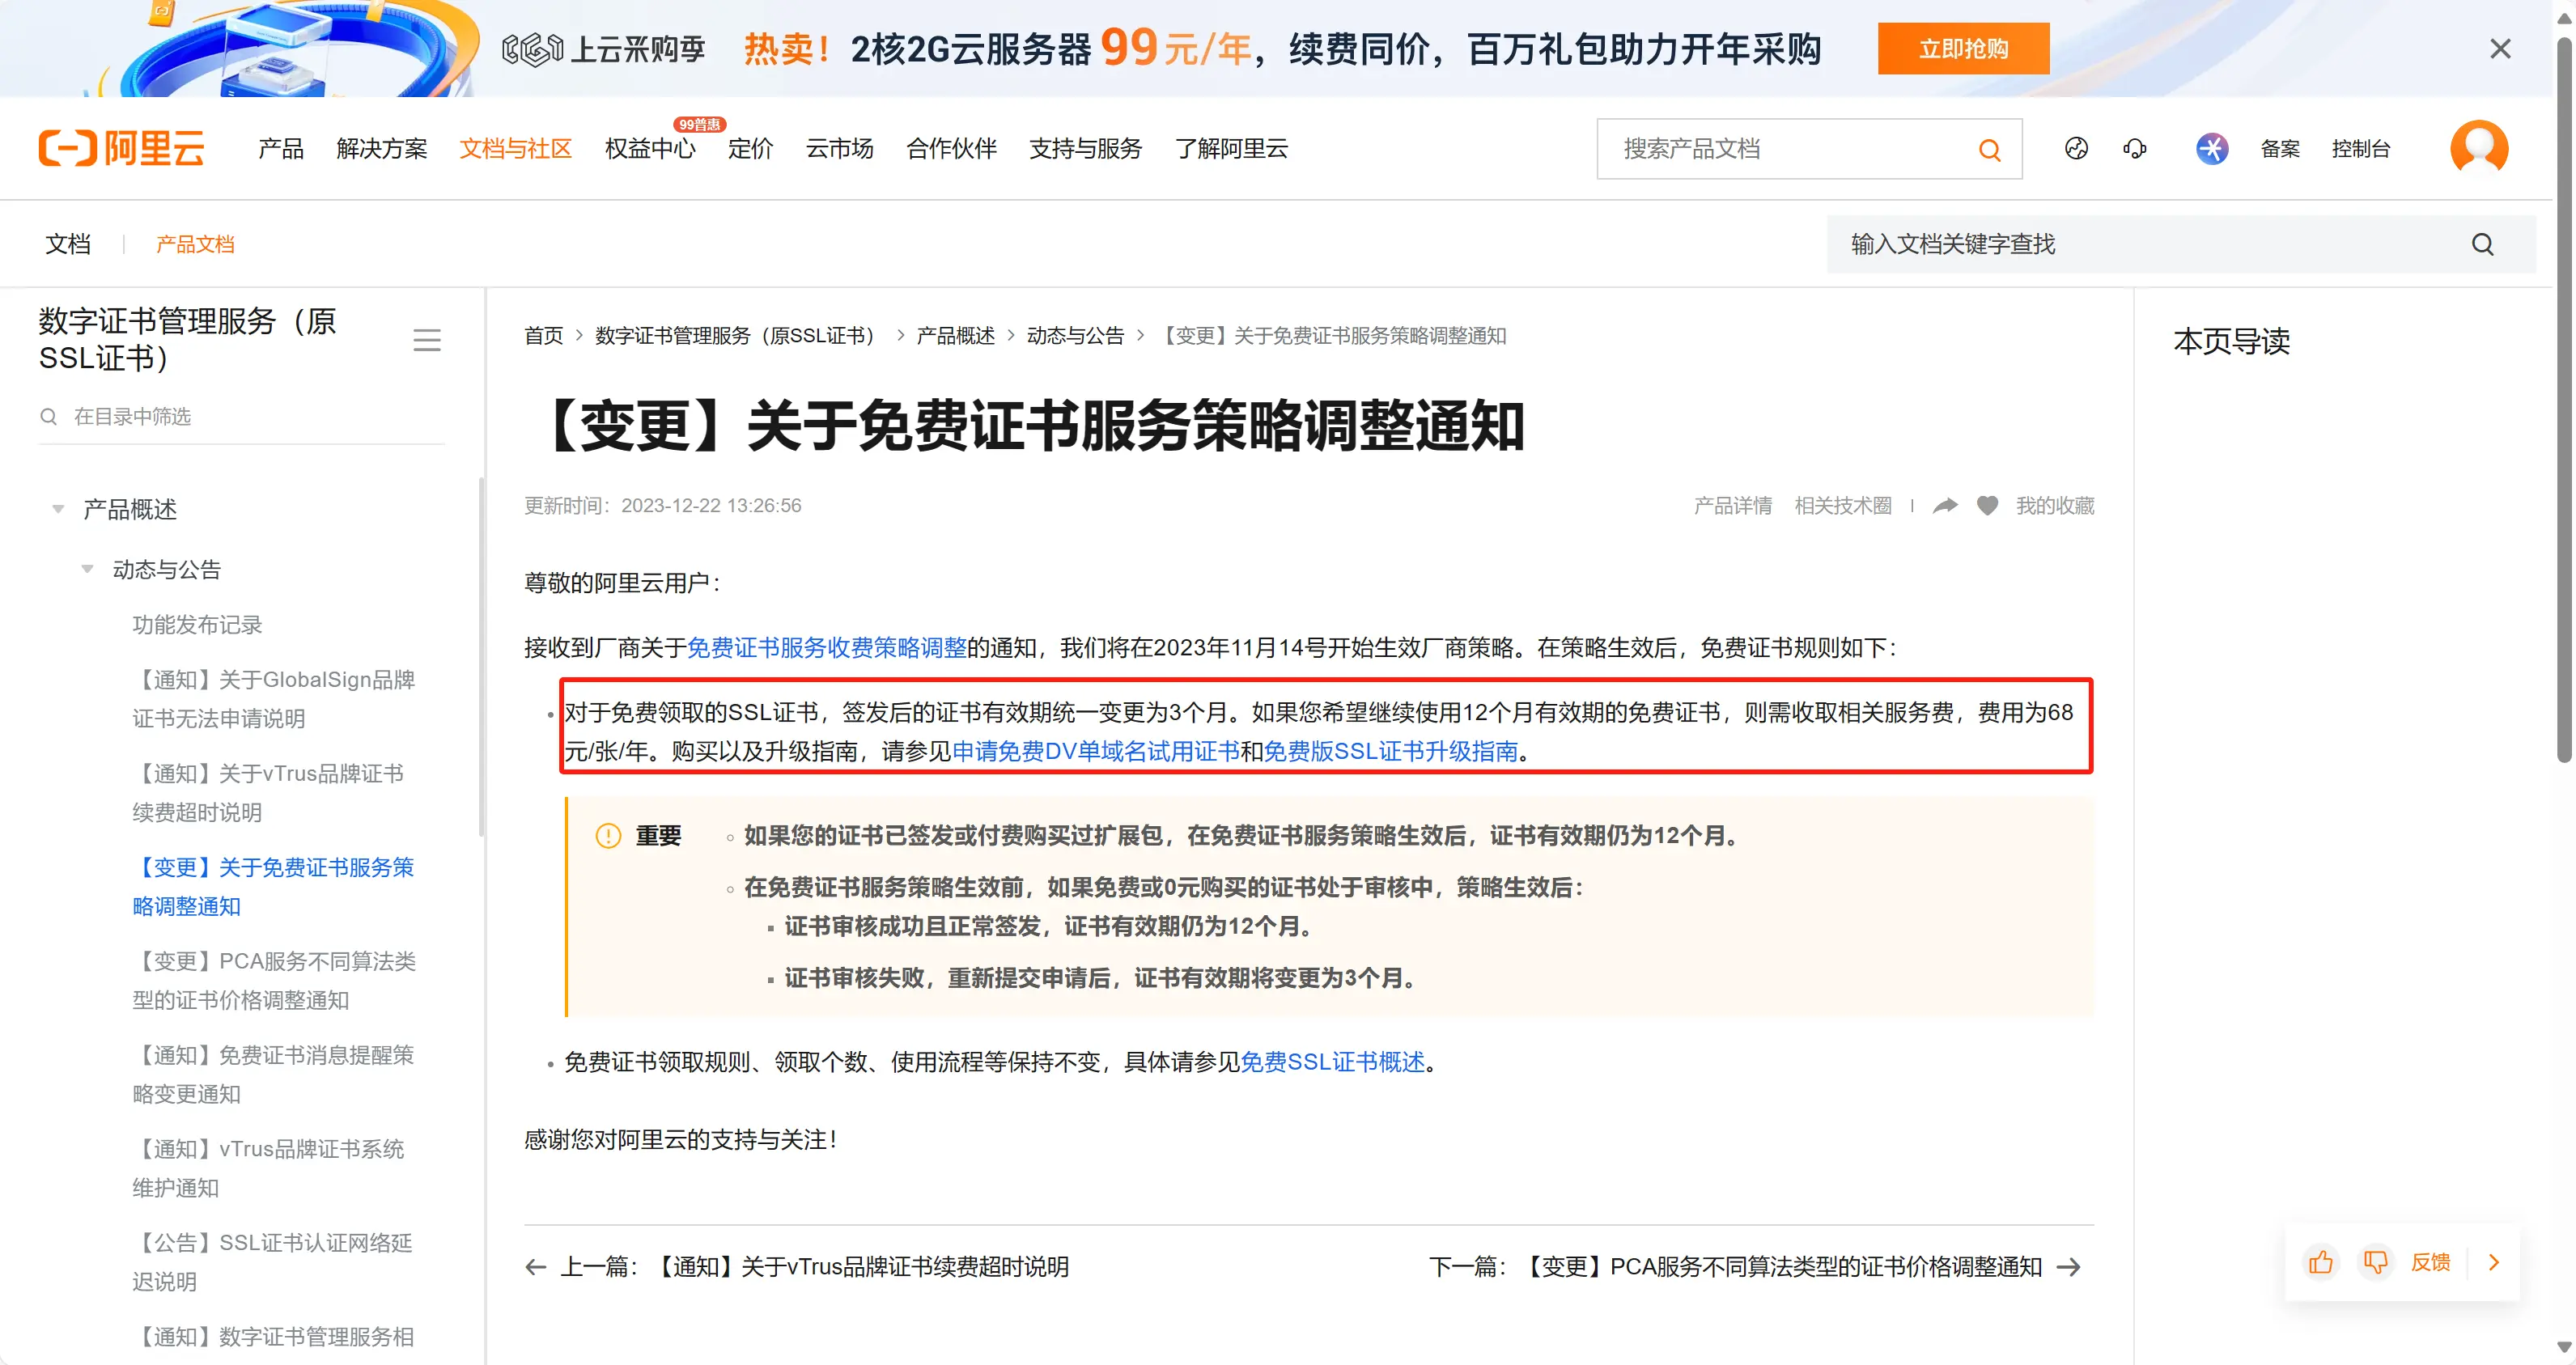 上云采购季 热卖！2核2G云服务器 99元/年，续费同价，百万礼包助力开年采购 立即抢购
99普惠
阿里云 产品 解决方案 文档与社区 权益中心 定价 云市场 合作伙伴 支持与服务 了解阿里云 搜索产品文档 备案 控制台
文档 产品文档 输入文档关键字查找
数字证书管理服务（原
SSL证书）
在目录中筛选
产品概述
动态与公告
功能发布记录
【通知】关于GlobalSign品牌
证书无法申请说明
【通知】关于vTrus品牌证书
续费超时说明
【变更】关于免费证书服务策
略调整通知
【变更】PCA服务不同算法类
型的证书价格调整通知
【通知】免费证书消息提醒策
略变更通知
【通知】vTrus品牌证书系统
维护通知
【公告】SSL证书认证网络延
迟说明
【通知】数字证书管理服务相
首页 > 数字证书管理服务（原SSL证书） > 产品概述 > 动态与公告 > 【变更】关于免费证书服务策略调整通知
【变更】关于免费证书服务策略调整通知
更新时间：2023-12-22 13:26:56 产品详情 相关技术圈 我的收藏
尊敬的阿里云用户：
接收到厂商关于免费证书服务收费策略调整的通知，我们将在2023年11月14号开始生效厂商策略。在策略生效后，免费证书规则如下：
对于免费领取的SSL证书，签发后的证书有效期统一变更为3个月。如果您希望继续使用12个月有效期的免费证书，则需收取相关服务费，费用为68
元/张/年。购买以及升级指南，请参见申请免费DV单域名试用证书和免费版SSL证书升级指南。
重要
如果您的证书已签发或付费购买过扩展包，在免费证书服务策略生效后，证书有效期仍为12个月。
在免费证书服务策略生效前，如果免费或0元购买的证书处于审核中，策略生效后：
证书审核成功且正常签发，证书有效期仍为12个月。
证书审核失败，重新提交申请后，证书有效期将变更为3个月。
免费证书领取规则、领取个数、使用流程等保持不变，具体请参见免费SSL证书概述。
感谢您对阿里云的支持与关注！
上一篇：【通知】关于vTrus品牌证书续费超时说明 下一篇：【变更】PCA服务不同算法类型的证书价格调整通知
本页导读
反馈